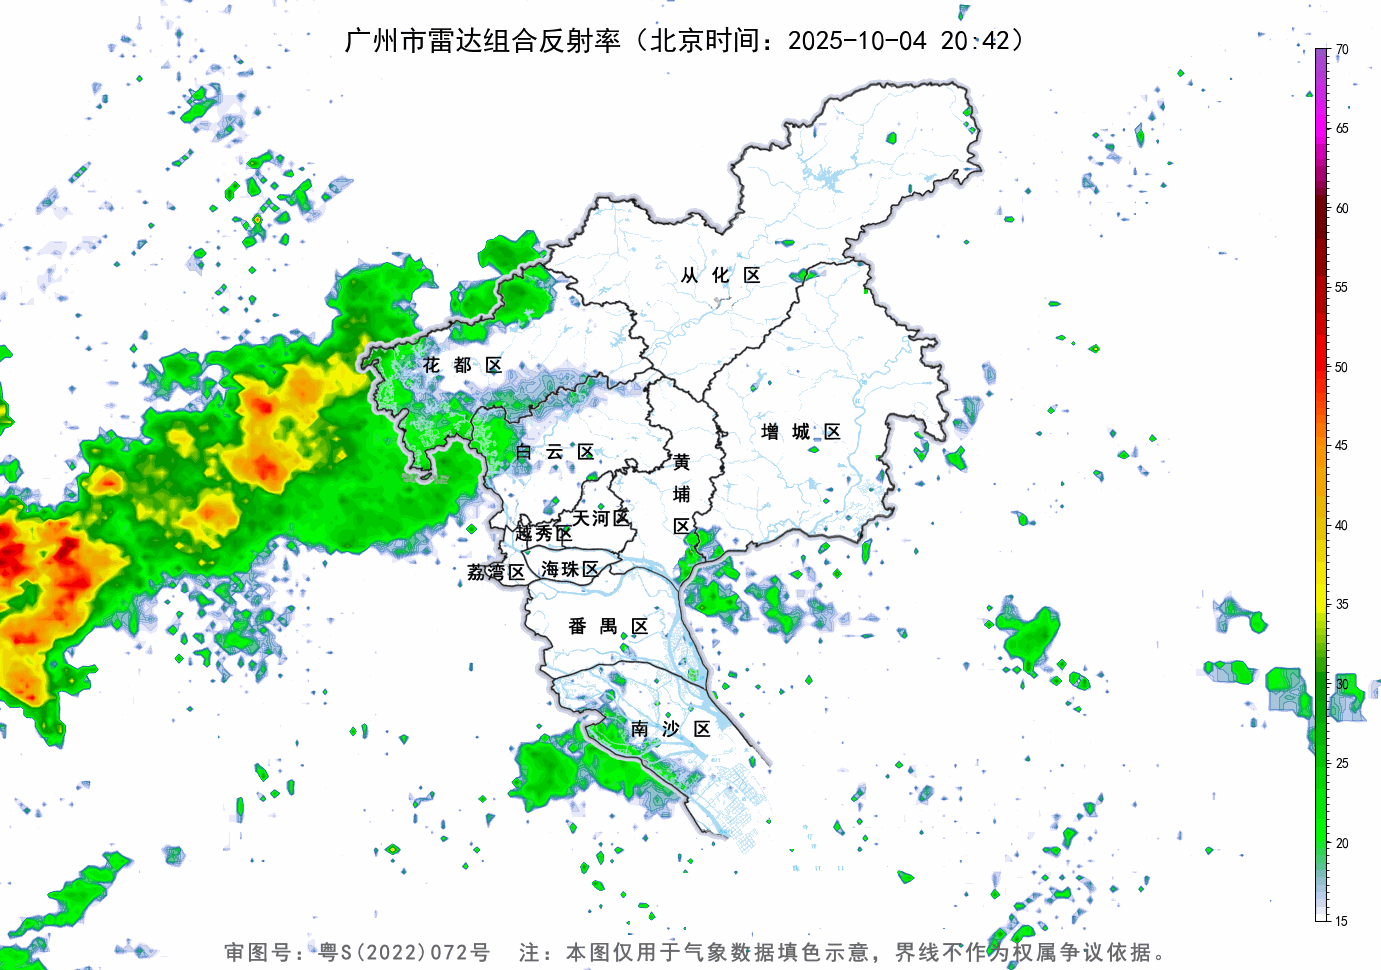 广州市雷达组合反射率（北京时间：2025-10-04 20:42）
70
65
60
55
50
45
40
35
30
25
20
15
从化区
花都区
增城区
白云区
黄埔区
天河区
越秀区
荔湾区
海珠区
番禺区
南沙区
审图号：粤S(2022)072号 注：本图仅用于气象数据填色示意，界线不作为权属争议依据。